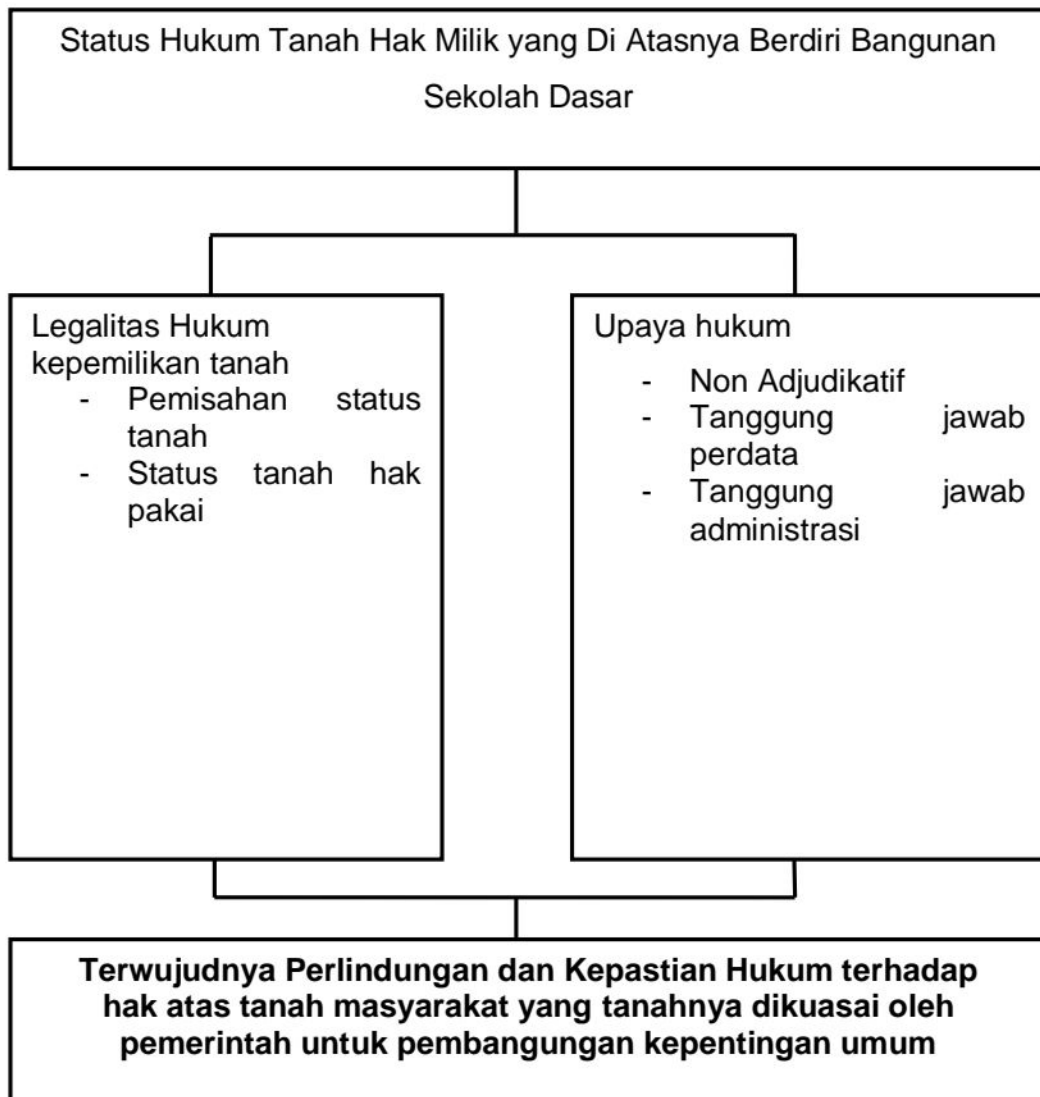 Status Hukum Tanah Hak Milik yang Di Atasnya Berdiri Bangunan
Sekolah Dasar
Legalitas Hukum
kepemilikan tanah
- Pemisahan status
tanah
- Status tanah hak
pakai
Upaya hukum
- Non Adjudikatif
- Tanggung jawab
perdata
- Tanggung jawab
administrasi
Terwujudnya Perlindungan dan Kepastian Hukum terhadap
hak atas tanah masyarakat yang tanahnya dikuasai oleh
pemerintah untuk pembangungan kepentingan umum